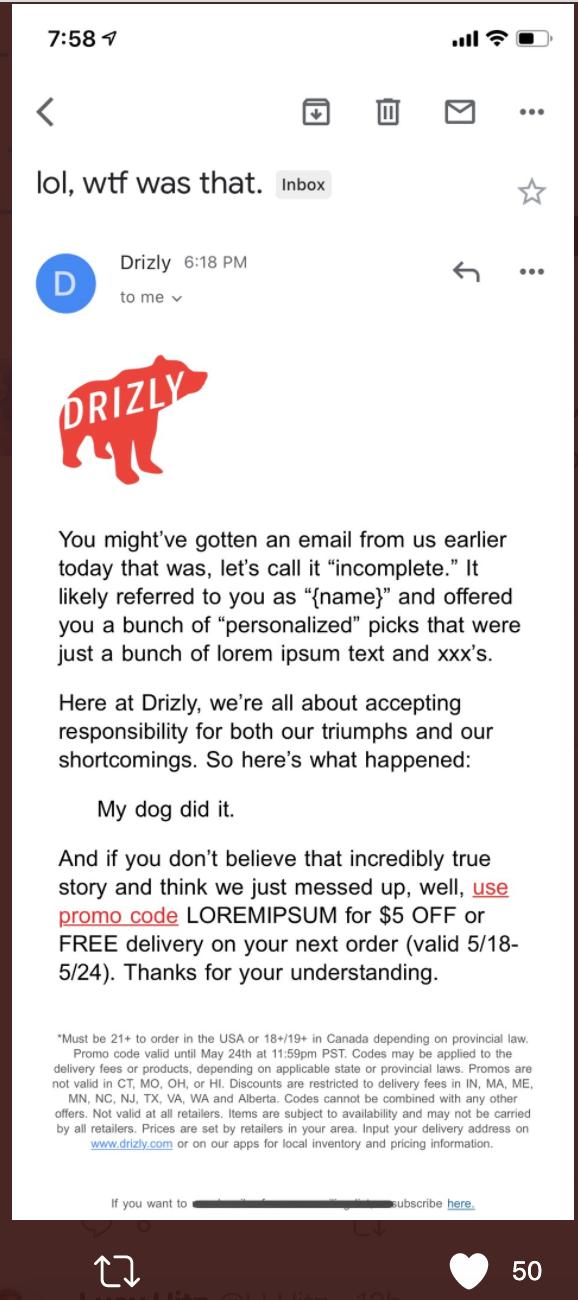 7:58
lol, wtf was that. Inbox
D
Drizly 6:18 PM
to me
DRIZLY
You might’ve gotten an email from us earlier
today that was, let’s call it “incomplete.” It
likely referred to you as “{name}” and offered
you a bunch of “personalized” picks that were
just a bunch of lorem ipsum text and xxx’s.
Here at Drizly, we’re all about accepting
responsibility for both our triumphs and our
shortcomings. So here’s what happened:
My dog did it.
And if you don’t believe that incredibly true
story and think we just messed up, well, use
promo code LOREMIPSUM for $5 OFF or
FREE delivery on your next order (valid 5/18-
5/24). Thanks for your understanding.
*Must be 21+ to order in the USA or 18+/19+ in Canada depending on provincial law.
Promo code valid until May 24th at 11:59pm PST. Codes may be applied to the
delivery fees or products, depending on applicable state or provincial laws. Promos are
not valid in CT, MO, OH, or HI. Discounts are restricted to delivery fees in IN, MA, ME,
MN, NC, NJ, TX, VA, WA and Alberta. Codes cannot be combined with any other
offers. Not valid at all retailers. Items are subject to availability and may not be carried
by all retailers. Prices are set by retailers in your area. Input your delivery address on
www.drizly.com or on our apps for local inventory and pricing information.
If you want to subscribe here.
50